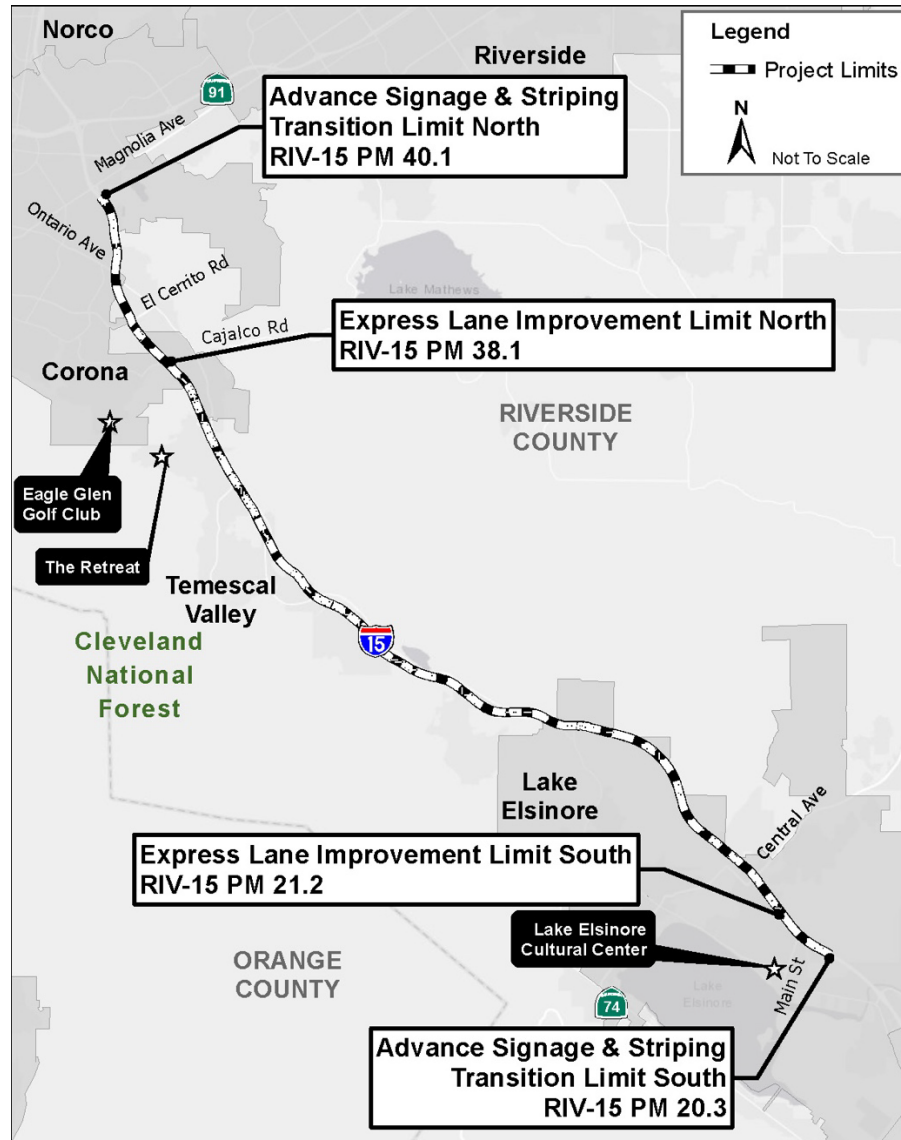 Norco
Riverside
Legend
Project Limits
N
Not To Scale
91
Advance Signage & Striping
Transition Limit North
RIV-15 PM 40.1
Magnolia Ave
Ontario Ave
El Cerrito Rd
Lake Mathews
Cajalco Rd
Express Lane Improvement Limit North
RIV-15 PM 38.1
Corona
RIVERSIDE
COUNTY
Eagle Glen
Golf Club
The Retreat
Temescal
Valley
15
Cleveland
National
Forest
Lake
Elsinore
Central Ave
Express Lane Improvement Limit South
RIV-15 PM 21.2
Lake Elsinore
Cultural Center
ORANGE
COUNTY
Main St
Lake
Elsinore
74
Advance Signage & Striping
Transition Limit South
RIV-15 PM 20.3